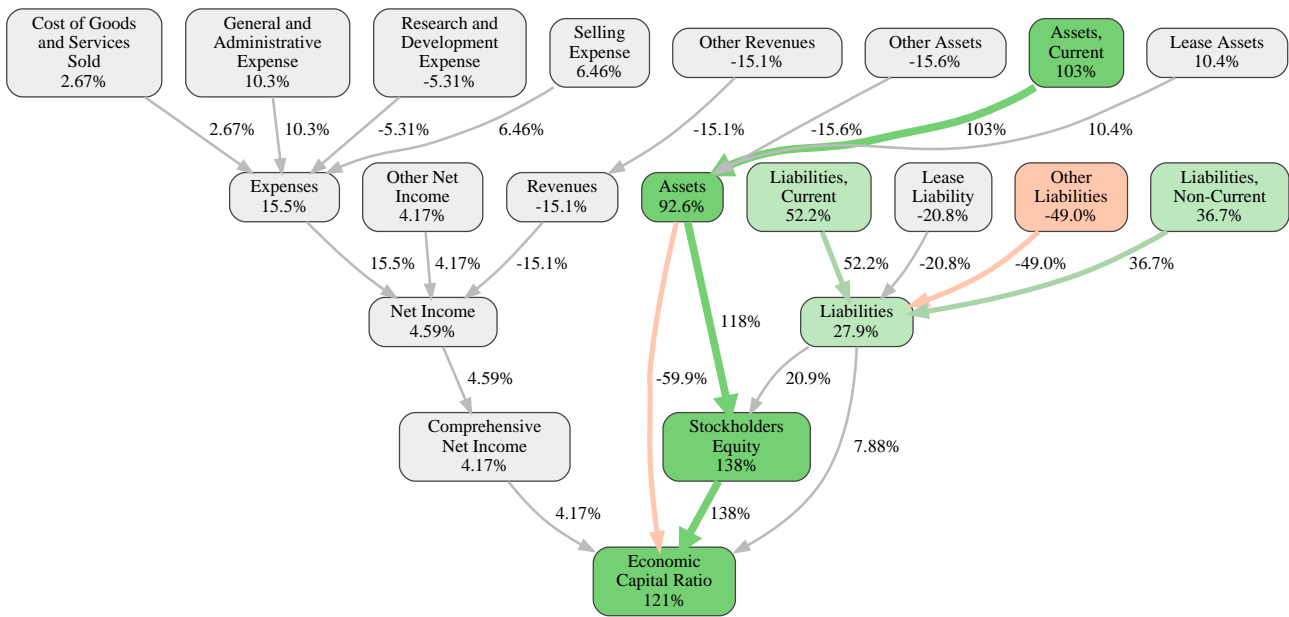 Cost of Goods
and Services
Sold
2.67%
General and
Administrative
Expense
10.3%
Research and
Development
Expense
-5.31%
Selling
Expense
6.46%
Other Revenues
-15.1%
Other Assets
-15.6%
Assets,
Current
103%
Lease Assets
10.4%
2.67%
10.3%
-5.31%
6.46%
-15.1%
-15.6%
103%
10.4%
Expenses
15.5%
Other Net
Income
4.17%
Revenues
-15.1%
Assets
92.6%
Liabilities,
Current
52.2%
Lease
Liability
-20.8%
Other
Liabilities
-49.0%
Liabilities,
Non-Current
36.7%
15.5%
4.17%
-15.1%
52.2%
-20.8%
-49.0%
36.7%
Net Income
4.59%
118%
Liabilities
27.9%
4.59%
-59.9%
20.9%
Comprehensive
Net Income
4.17%
Stockholders
Equity
138%
7.88%
4.17%
138%
Economic
Capital Ratio
121%